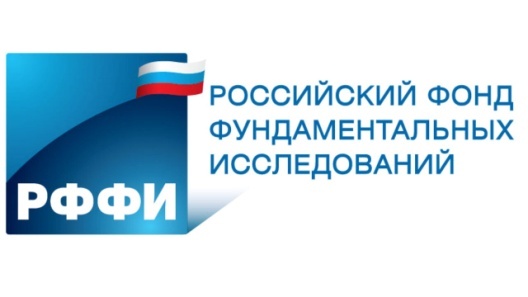 РФФИ
РОССИЙСКИЙ ФОНД
ФУНДАМЕНТАЛЬНЫХ
ИССЛЕДОВАНИЙ